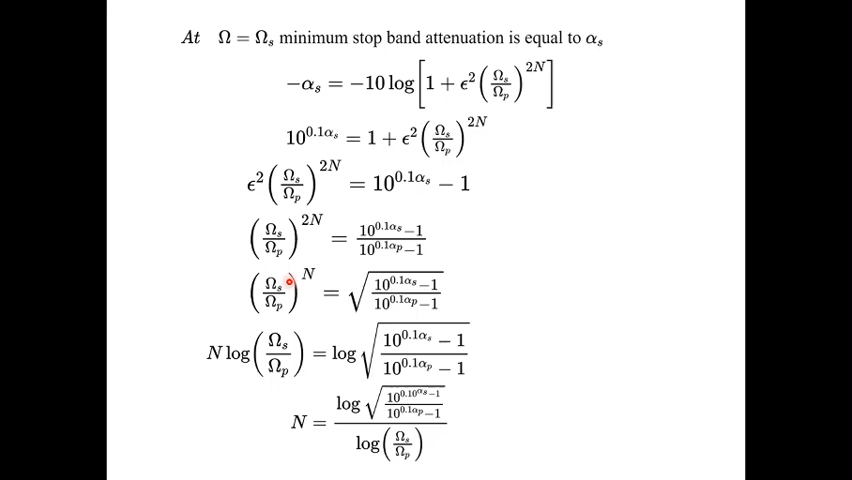 At Ω = Ωₛ minimum stop band attenuation is equal to αₛ
−αₛ = −10 log[1 + ϵ²(Ωₛ/Ωₚ)^{2N}]
10^{0.1αₛ} = 1 + ϵ²(Ωₛ/Ωₚ)^{2N}
ϵ²(Ωₛ/Ωₚ)^{2N} = 10^{0.1αₛ} − 1
(Ωₛ/Ωₚ)^{2N} = (10^{0.1αₛ}−1)/(10^{0.1αₚ}−1)
(Ωₛ/Ωₚ)^N = √((10^{0.1αₛ}−1)/(10^{0.1αₚ}−1))
N log(Ωₛ/Ωₚ) = log√((10^{0.1αₛ} − 1)/(10^{0.1αₚ} − 1))
N = log√((10^{0.10^{αₛ−1}})/(10^{0.1αₚ}−1)) / log(Ωₛ/Ωₚ)